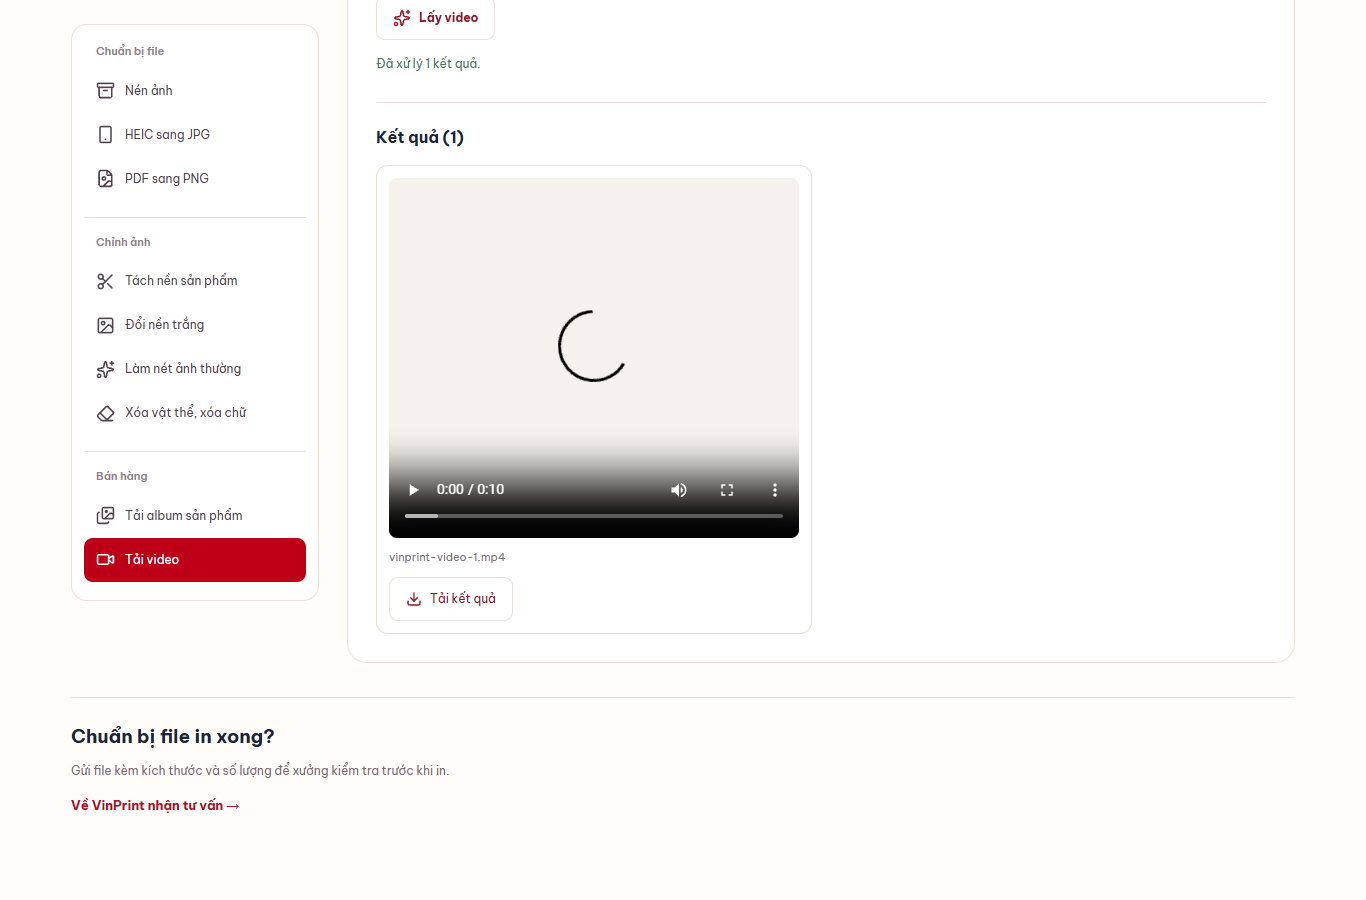 Chuẩn bị file
Nén ảnh
HEIC sang JPG
PDF sang PNG
Chỉnh ảnh
Tách nền sản phẩm
Đổi nền trắng
Làm nét ảnh thường
Xóa vật thể, xóa chữ
Bán hàng
Tải album sản phẩm
Tải video
Lấy video
Đã xử lý 1 kết quả.
Kết quả (1)
0:00 / 0:10
vinprint-video-1.mp4
Tải kết quả
Chuẩn bị file in xong?
Gửi file kèm kích thước và số lượng để xưởng kiểm tra trước khi in.
Về VinPrint nhận tư vấn →